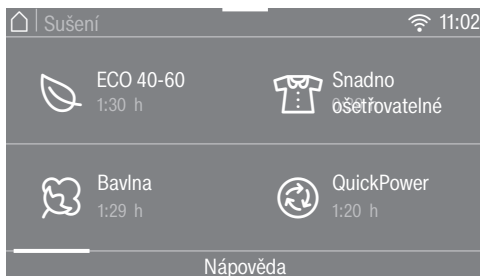 Sušení
11:02
ECO 40-60
1:30 h
Snadno
ošetřovatelné
Bavlna
1:29 h
QuickPower
1:20 h
Nápověda